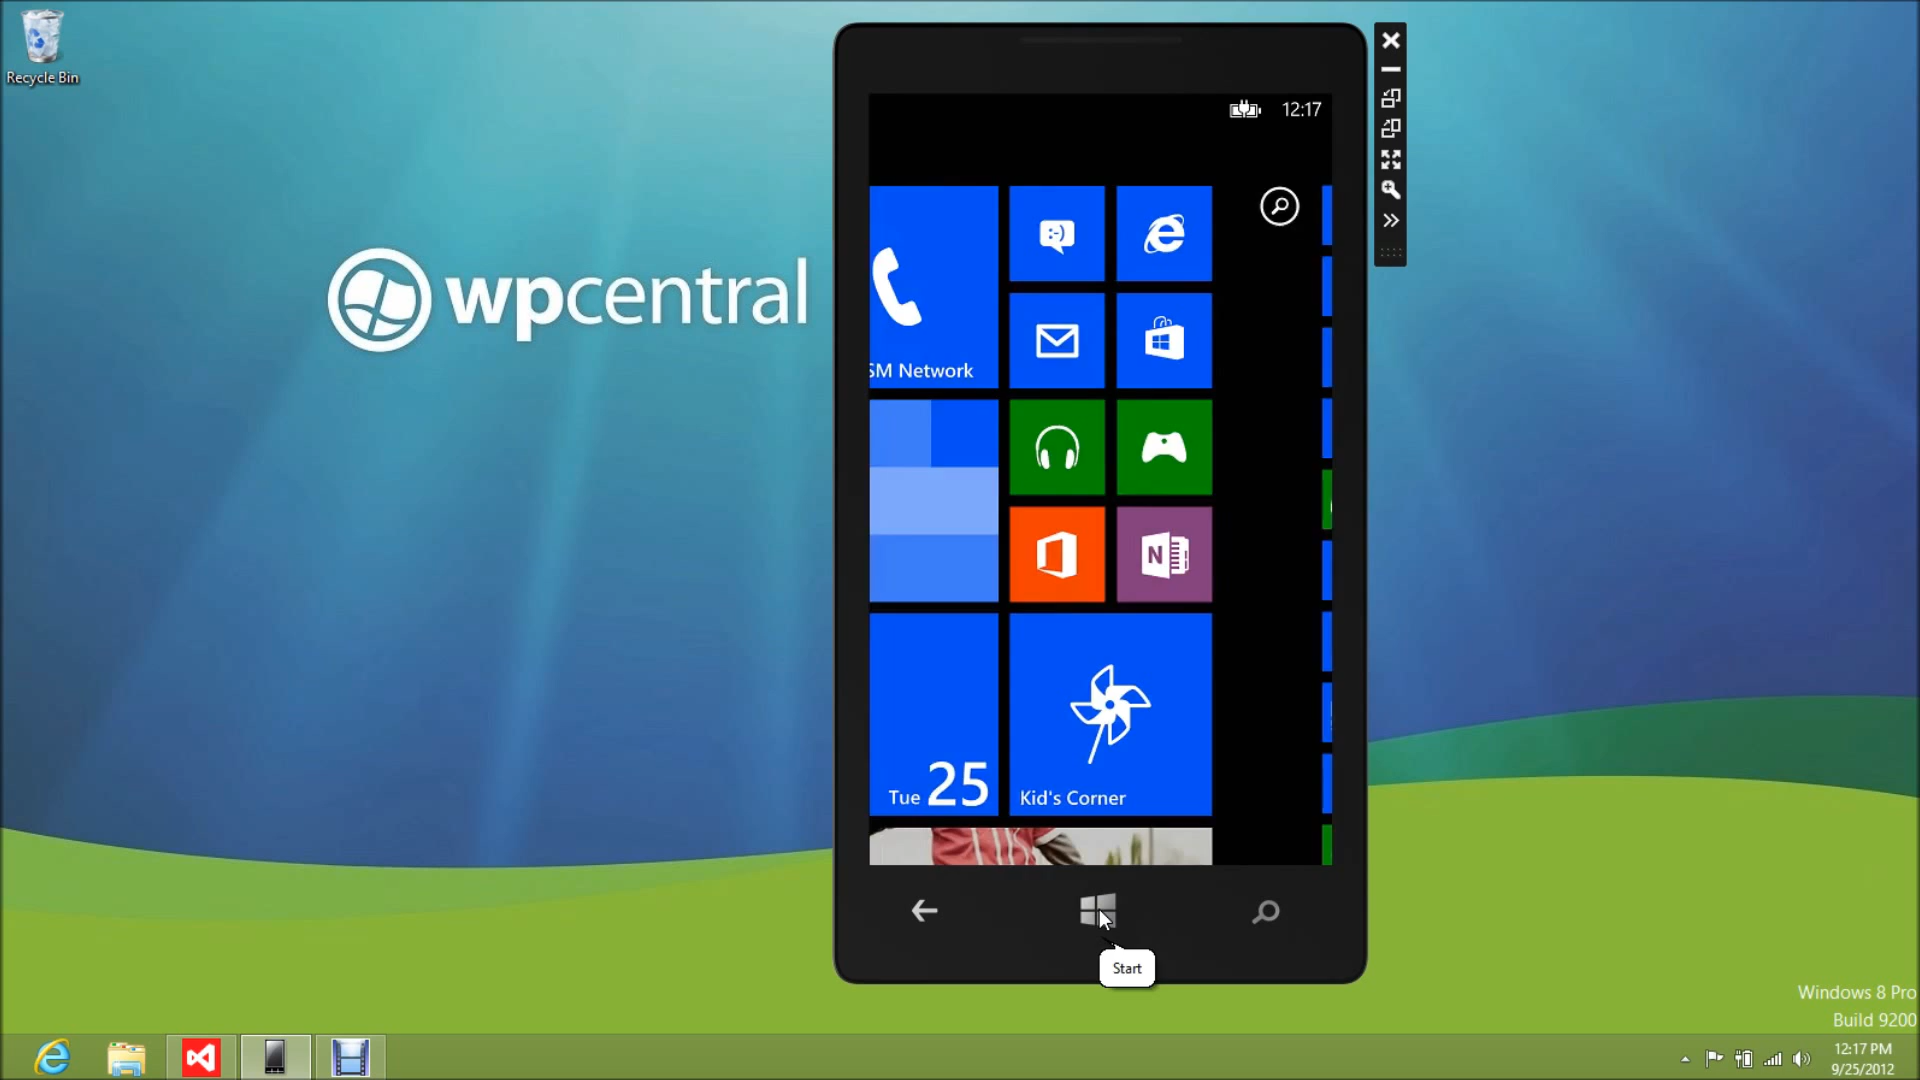 Recycle Bin
wpcentral
12:17
SM Network
Tue 25
Kid's Corner
N
Start
Windows 8 Pro
Build 9200
12:17 PM
9/25/2012